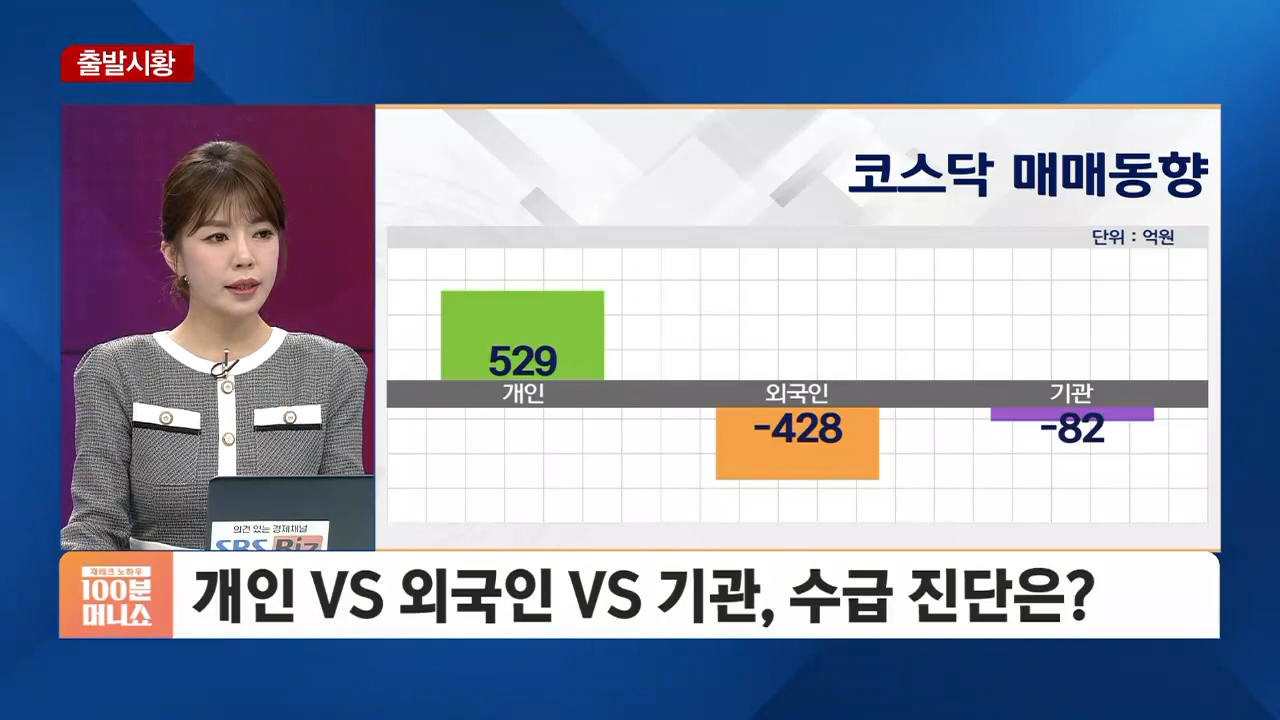 출발시황
코스닥 매매동향
단위 : 억원
529
개인
외국인
기관
-428
-82
의견 있는 경제채널
SBS Biz
재테크 노하우
100분
머니쇼
개인 VS 외국인 VS 기관, 수급 진단은?